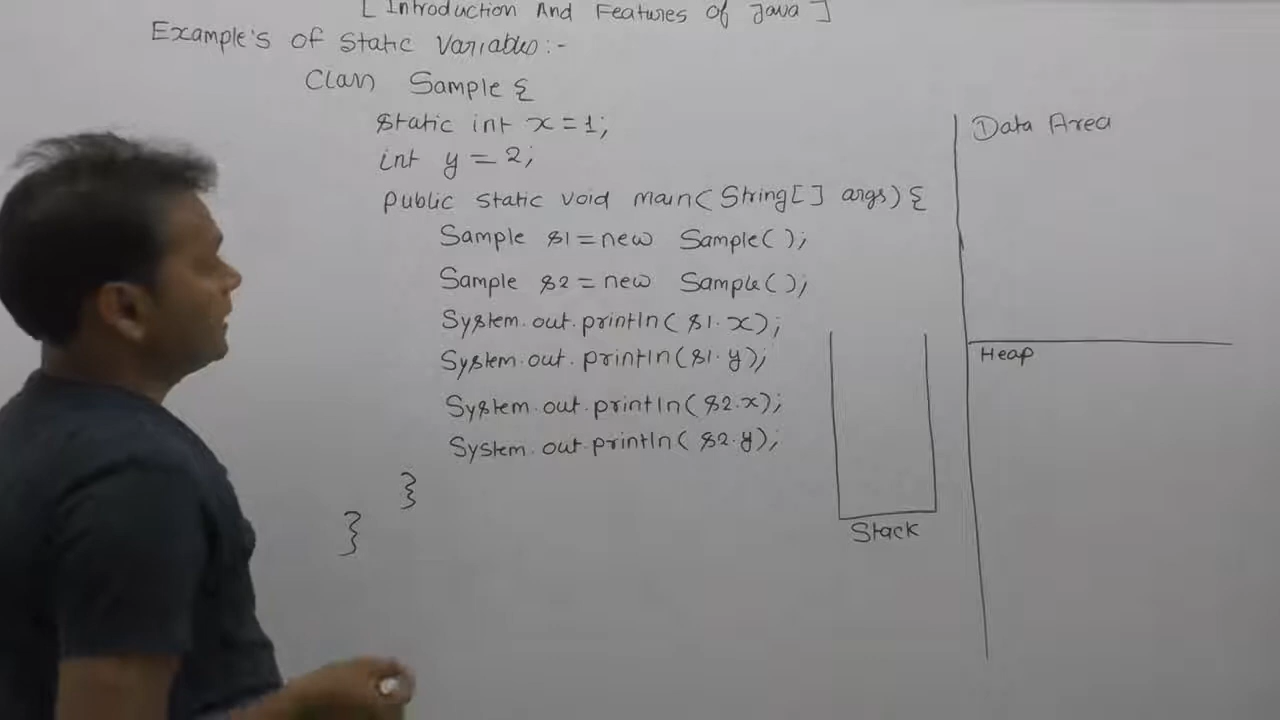 [ Introduction And Features Of Java ]
Example's of Static Variables:-
Class Sample {
static int x = 1;
int y = 2;
Public static void main( String[ ] args) {
Sample s1 = new Sample( );
Sample s2 = new Sample( );
System.out.println( s1.x);
System.out.println( s1.y);
System.out.println( s2.x);
System.out.println( s2.y);
}
}
Stack
Data Area
Heap